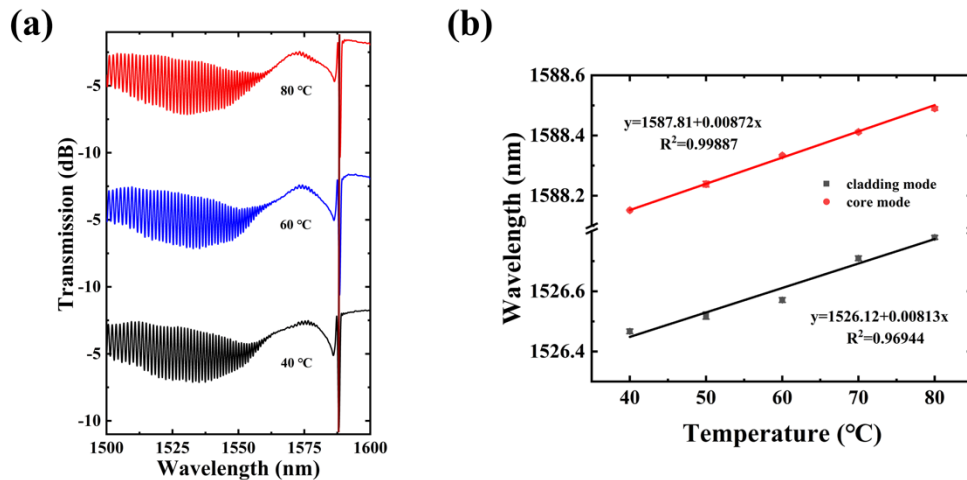 (a)
Transmission (dB)
-5
-10
-5
-10
-5
-10
80 ℃
60 ℃
40 ℃
1500
1525
1550
1575
1600
Wavelength (nm)
(b)
Wavelength (nm)
1588.6
1588.4
1588.2
1526.6
1526.4
y=1587.81+0.00872x
R²=0.99887
cladding mode
core mode
y=1526.12+0.00813x
R²=0.96944
40
50
60
70
80
Temperature (℃)